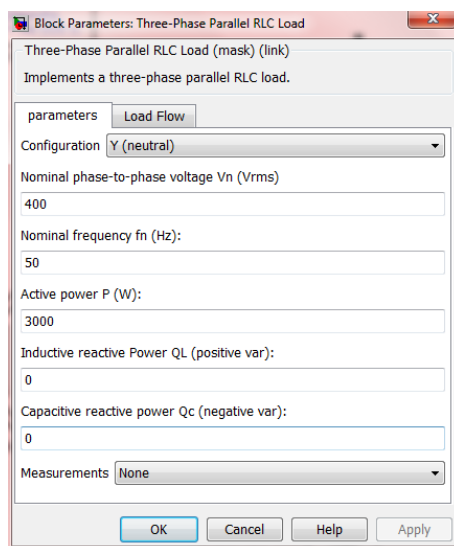 Block Parameters: Three-Phase Parallel RLC Load
Three-Phase Parallel RLC Load (mask) (link)
Implements a three-phase parallel RLC load.
parameters Load Flow
Configuration Y (neutral)
Nominal phase-to-phase voltage Vn (Vrms)
400
Nominal frequency fn (Hz):
50
Active power P (W):
3000
Inductive reactive Power QL (positive var):
0
Capacitive reactive power Qc (negative var):
0
Measurements None
OK Cancel Help Apply